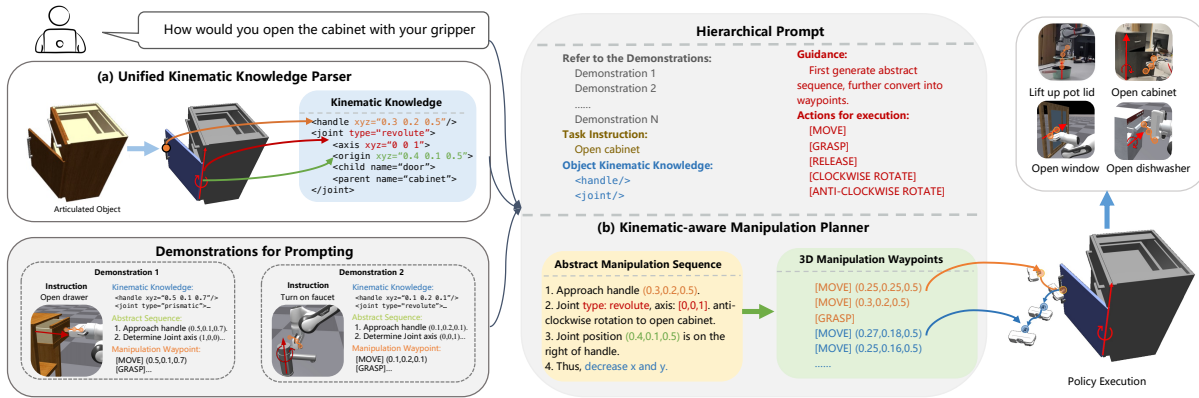 How would you open the cabinet with your gripper
(a) Unified Kinematic Knowledge Parser
Kinematic Knowledge
<handle xyz="0.3 0.2 0.5"/>
<joint type="revolute">
<axis xyz="0 0 1">
<origin xyz="0.4 0.1 0.5">
<child name="door">
<parent name="cabinet">
</joint>
Articulated Object
Demonstrations for Prompting
Demonstration 1
Instruction
Open drawer
Kinematic Knowledge:
<handle xyz="0.5 0.1 0.7"/>
<joint type="prismatic">…
Abstract Sequence:
1. Approach handle (0.5,0.1,0.7).
2. Determine Joint axis (1,0,0)...
Manipulation Waypoint:
[MOVE] (0.5,0.1,0.7)
[GRASP]...
Demonstration 2
Instruction
Turn on faucet
Kinematic Knowledge:
<handle xyz="0.1 0.2 0.1"/>
<joint type="revolute">…
Abstract Sequence:
1. Approach handle (0.1,0.2,0.1).
2. Determine Joint axis (0,0,1)...
Manipulation Waypoint:
[MOVE] (0.1,0.2,0.1)
[GRASP]...
Hierarchical Prompt
Refer to the Demonstrations:
Demonstration 1
Demonstration 2
......
Demonstration N
Task Instruction:
Open cabinet
Object Kinematic Knowledge:
<handle/>
<joint/>
Guidance:
First generate abstract
sequence, further convert into
waypoints.
Actions for execution:
[MOVE]
[GRASP]
[RELEASE]
[CLOCKWISE ROTATE]
[ANTI-CLOCKWISE ROTATE]
(b) Kinematic-aware Manipulation Planner
Abstract Manipulation Sequence
1. Approach handle (0.3,0.2,0.5).
2. Joint type: revolute, axis: [0,0,1]. anti-
clockwise rotation to open cabinet.
3. Joint position (0.4,0.1,0.5) is on the
right of handle.
4. Thus, decrease x and y.
3D Manipulation Waypoints
[MOVE] (0.25,0.25,0.5)
[MOVE] (0.3,0.2,0.5)
[GRASP]
[MOVE] (0.27,0.18,0.5)
[MOVE] (0.25,0.16,0.5)
......
Lift up pot lid
Open cabinet
Open window
Open dishwasher
Policy Execution